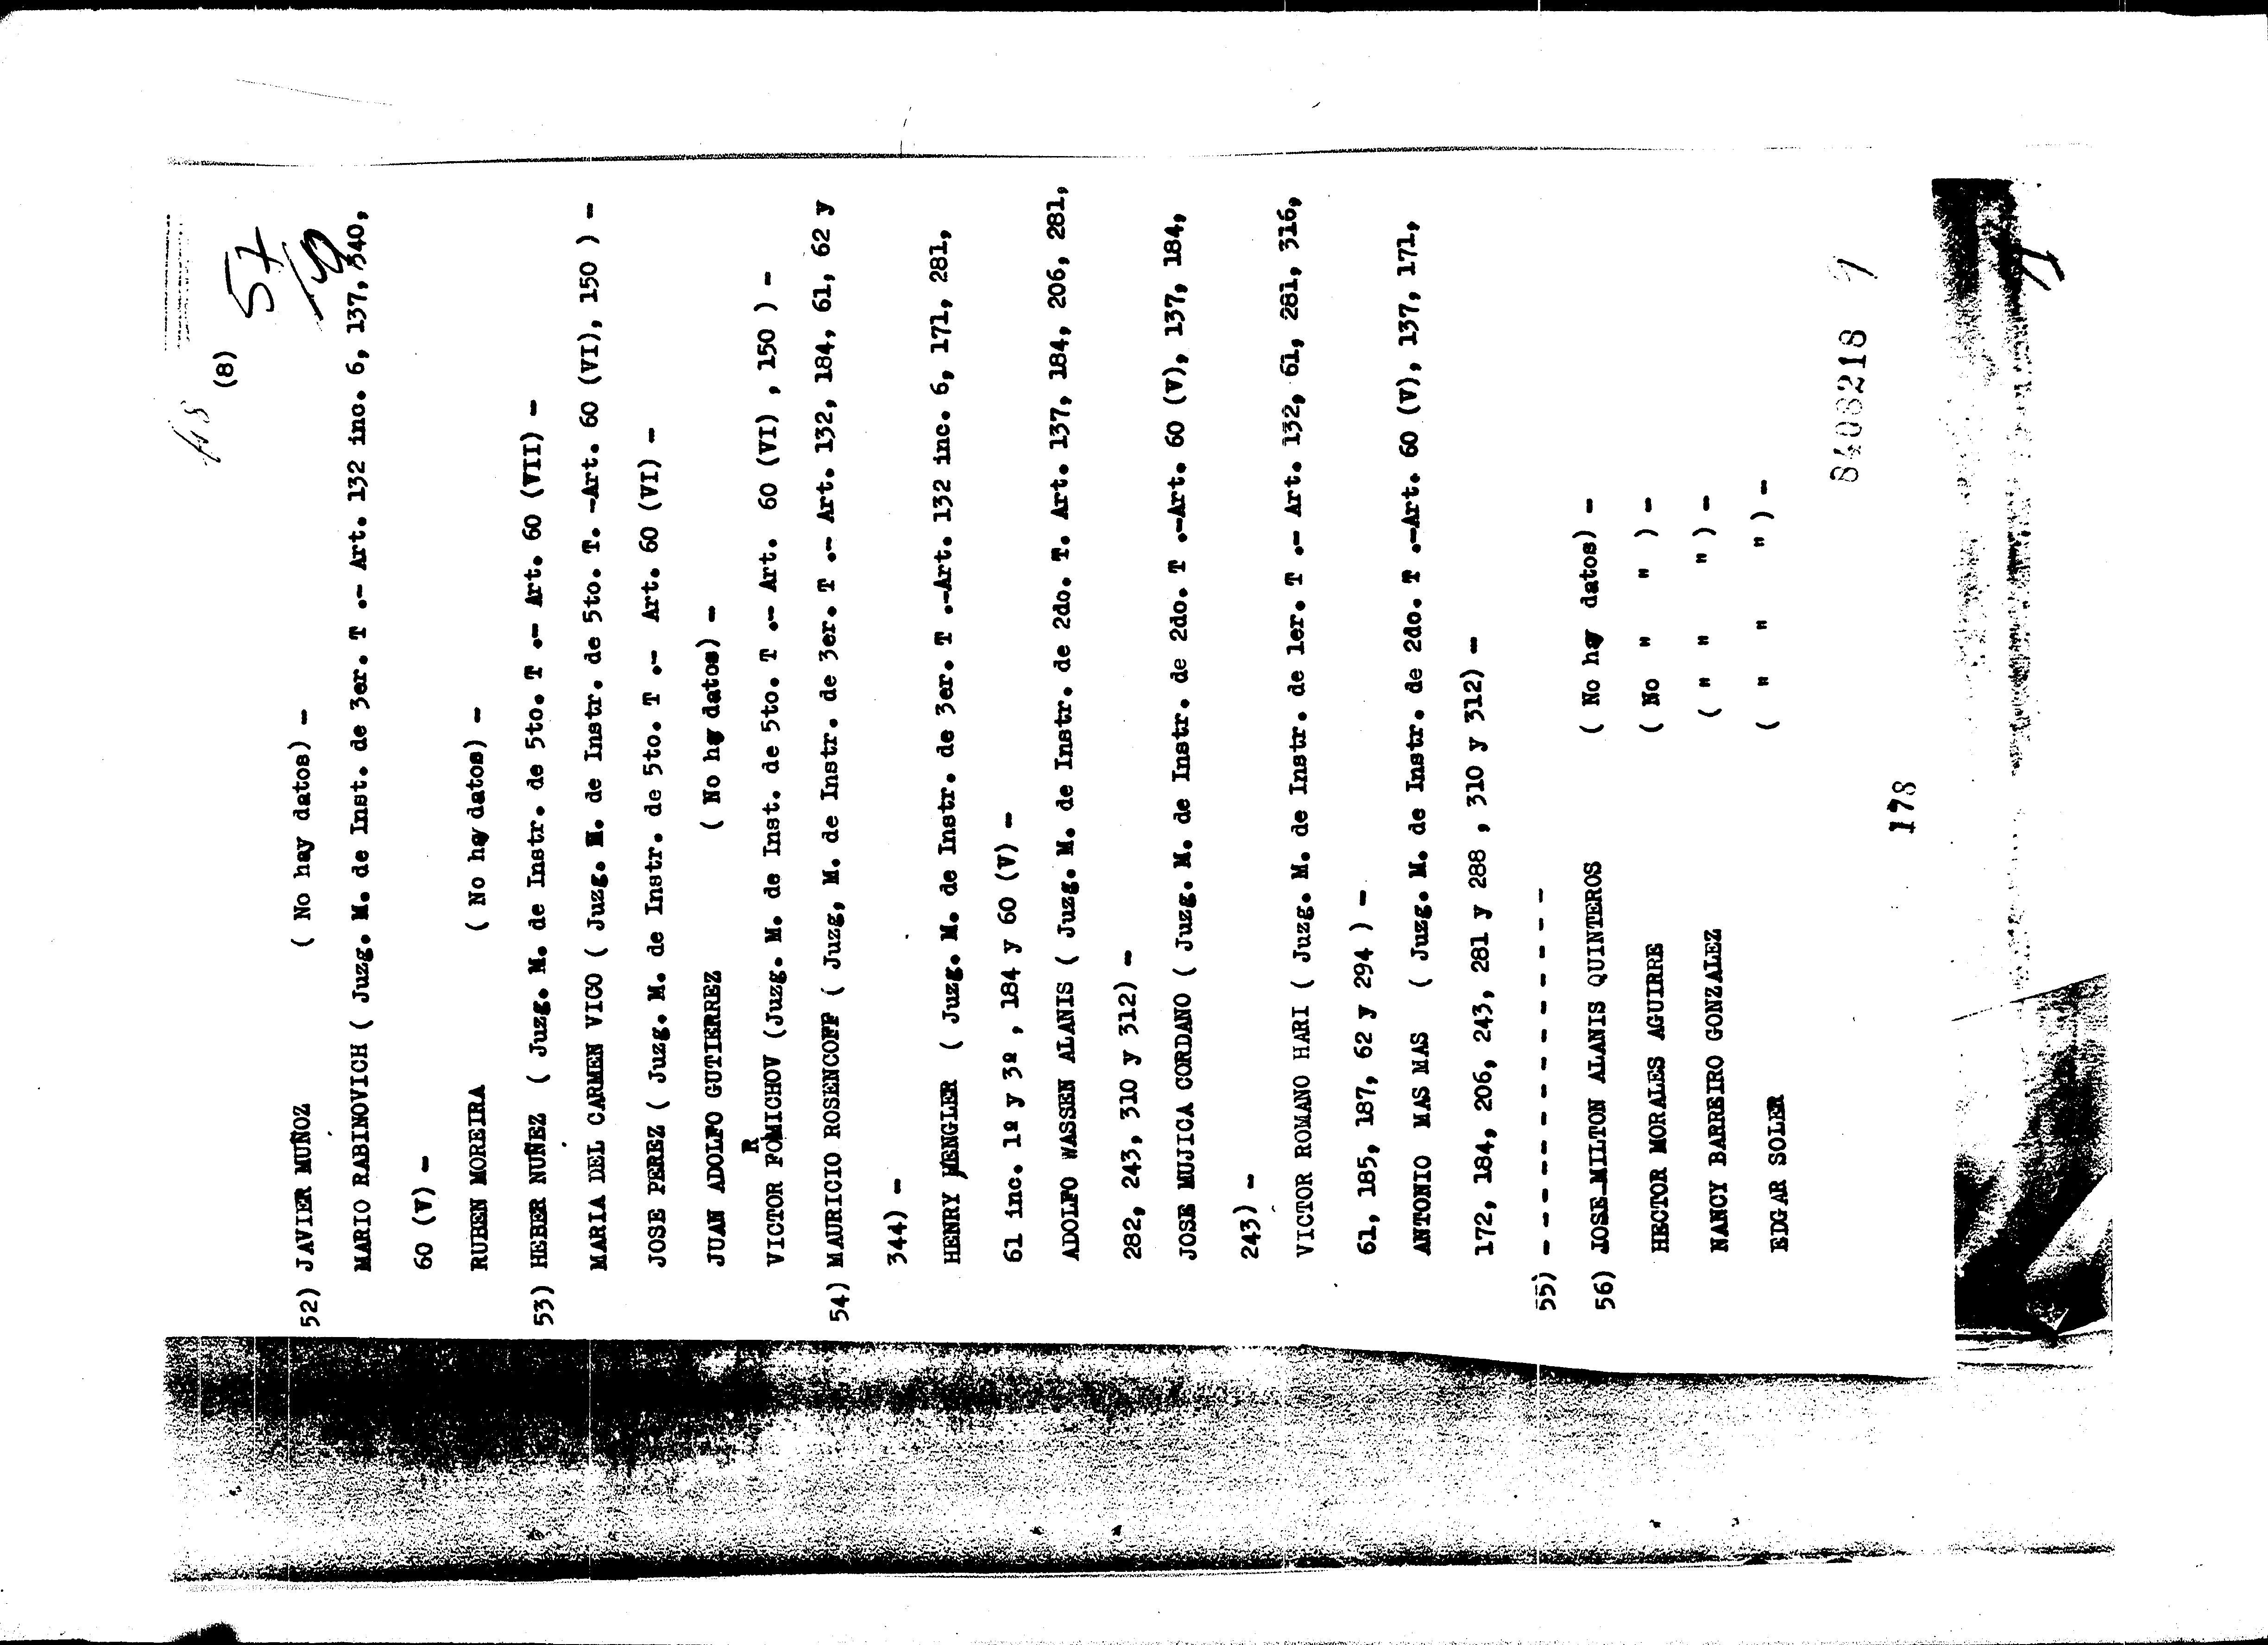 (8)
57
52) JAVIER MUÑOZ ( No hay datos) -
MARIO RABINOVICH ( Juzg. M. de Inst. de 3er. T .- Art. 132 inc. 6, 137, 340,
60 (V) -
RUBEN MOREIRA ( No hay datos) -
53) HEBER NUÑEZ ( Juzg. M. de Instr. de 5to. T .- Art. 60 (VII) -
MARIA DEL CARMEN VICO ( Juzg. M. de Instr. de 5to. T. -Art. 60 (VI), 150 ) -
JOSE PEREZ ( Juzg. M. de Instr. de 5to. T .- Art. 60 (VI) -
JUAN ADOLFO GUTIERREZ ( No hay datos) -
R
VICTOR FOMICHOV (Juzg. M. de Inst. de 5to. T .- Art. 60 (VI) , 150 ) -
54) MAURICIO ROSENCOFF ( Juzg, M. de Instr. de 3er. T .- Art. 132, 184, 61, 62 y
344) -
HENRY ENGLER ( Juzg. M. de Instr. de 3er. T .-Art. 132 inc. 6, 171, 281,
61 inc. 1º y 3º , 184 y 60 (V) -
ADOLFO WASSEN ALANIS ( Juzg. M. de Instr. de 2do. T. Art. 137, 184, 206, 281,
282, 243, 310 y 312) -
JOSE MUJICA CORDANO ( Juzg. M. de Instr. de 2do. T .-Art. 60 (V), 137, 184,
243) -
VICTOR ROMANO HARI ( Juzg. M. de Instr. de 1er. T .- Art. 132, 61, 281, 316,
61, 185, 187, 62 y 294 ) -
ANTONIO MAS MAS ( Juzg. M. de Instr. de 2do. T .-Art. 60 (V), 137, 171,
172, 184, 206, 243, 281 y 288 , 310 y 312) -
55) - - - - - - - - - - - - - -
56) JOSE MILTON ALANIS QUINTEROS ( No hay datos) -
HECTOR MORALES AGUIRRE ( No " " ) -
NANCY BARREIRO GONZALEZ ( " " " ) -
EDGAR SOLER ( " " " ) -
178
8408218